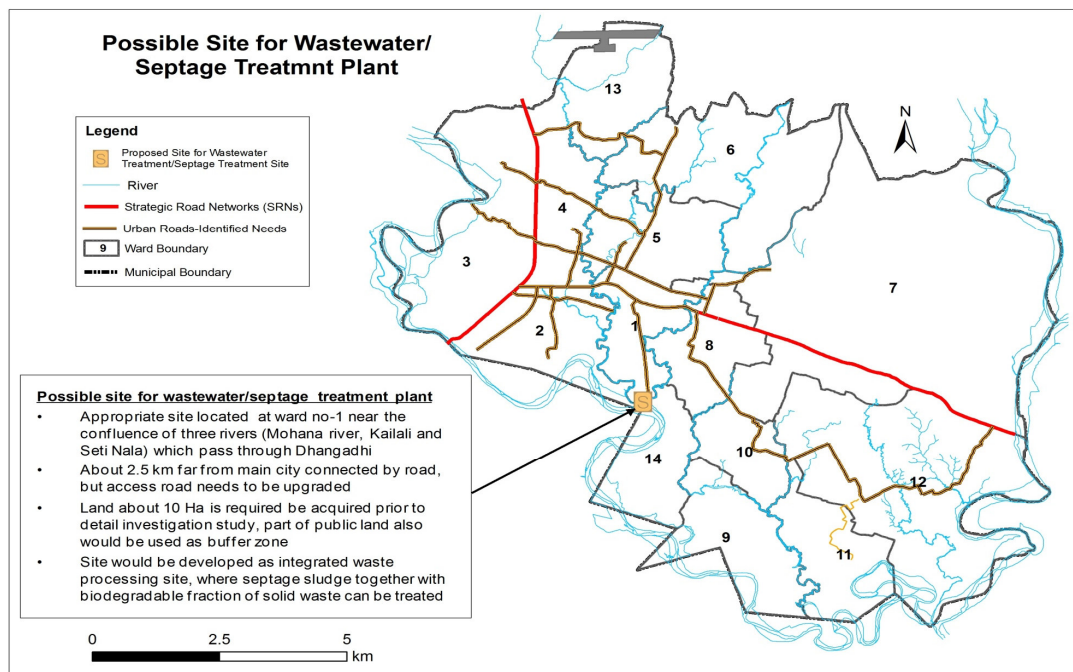 Possible Site for Wastewater/
Septage Treatmnt Plant
Legend
S
Proposed Site for Wastewater
Treatment/Septage Treatment Site
River
Strategic Road Networks (SRNs)
Urban Roads-Identified Needs
9 Ward Boundary
Municipal Boundary
N
13
6
4
5
3
7
2
1
8
S
14
10
12
9
11
Possible site for wastewater/septage treatment plant
• Appropriate site located at ward no-1 near the
confluence of three rivers (Mohana river, Kailali and
Seti Nala) which pass through Dhangadhi
• About 2.5 km far from main city connected by road,
but access road needs to be upgraded
• Land about 10 Ha is required be acquired prior to
detail investigation study, part of public land also
would be used as buffer zone
• Site would be developed as integrated waste
processing site, where septage sludge together with
biodegradable fraction of solid waste can be treated
0 2.5 5
km